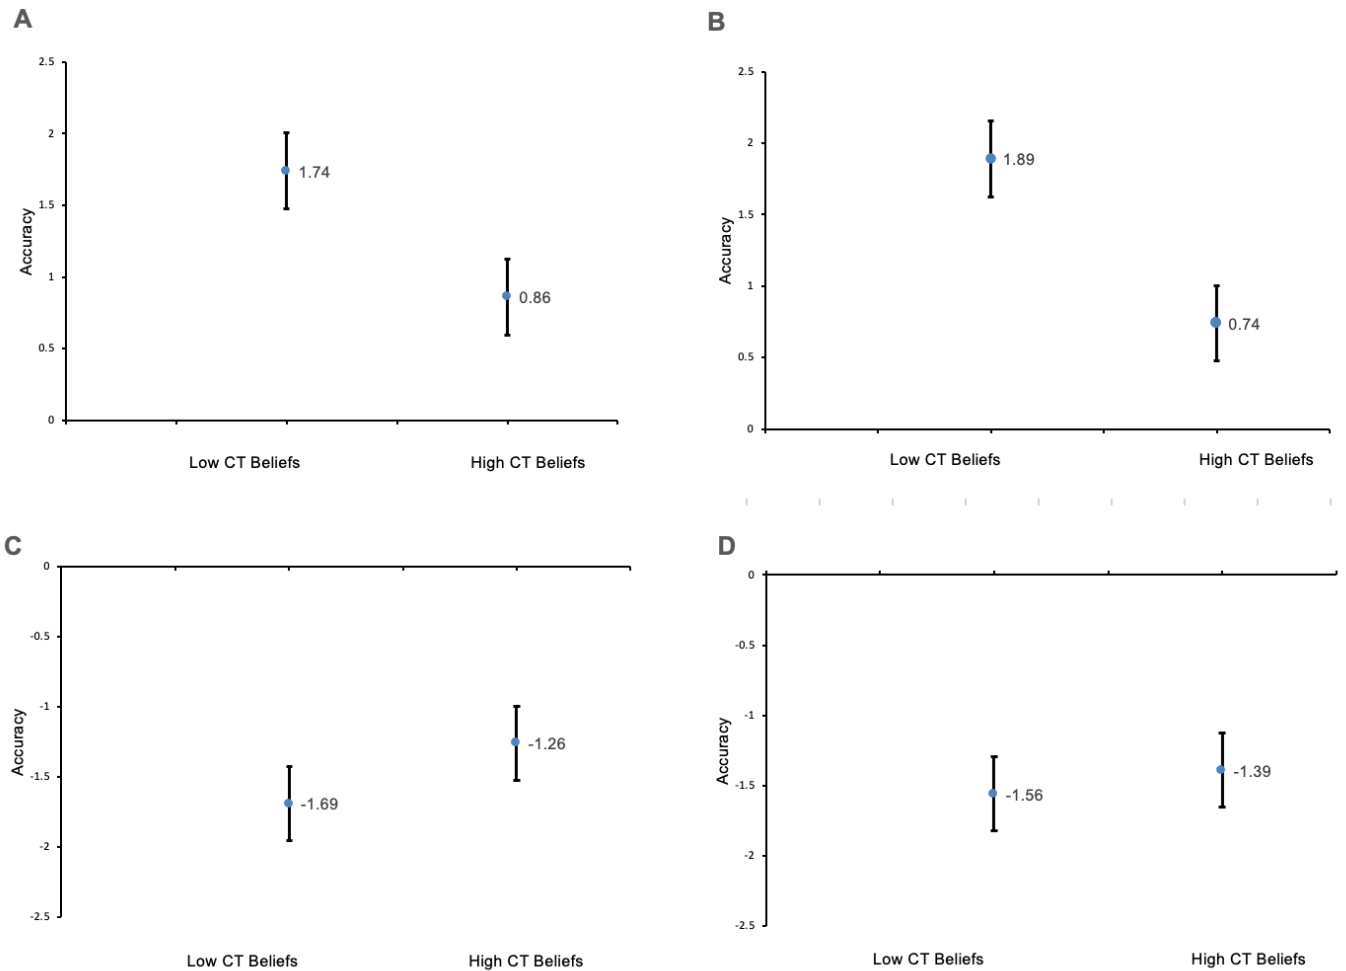 A
2.5
2
1.5
1
0.5
0
Accuracy
1.74
0.86
Low CT Beliefs
High CT Beliefs
B
2.5
2
1.5
1
0.5
0
Accuracy
1.89
0.74
Low CT Beliefs
High CT Beliefs
C
0
-0.5
-1
-1.5
-2
-2.5
Accuracy
-1.69
-1.26
Low CT Beliefs
High CT Beliefs
D
0
-0.5
-1
-1.5
-2
-2.5
Accuracy
-1.56
-1.39
Low CT Beliefs
High CT Beliefs